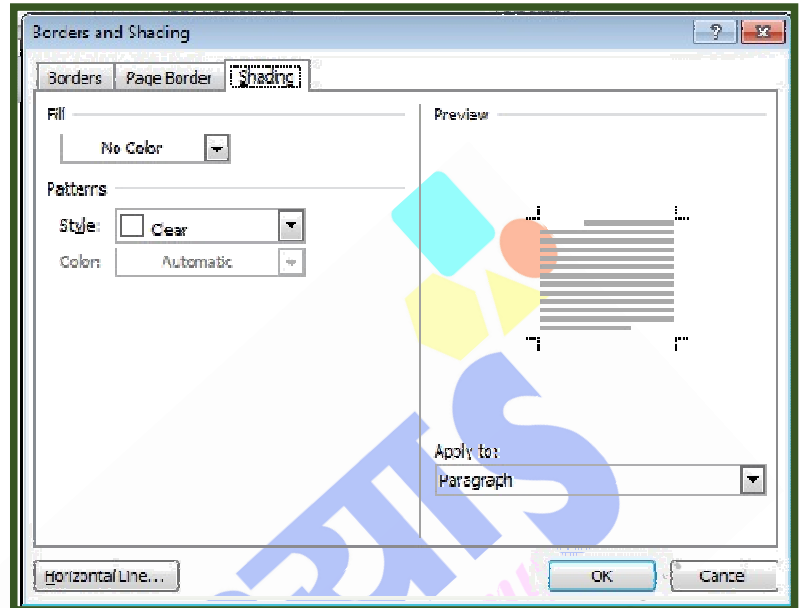 Borders and Shading
Borders Page Border Shading
Fill
No Color
Patterns
Style: Clear
Color: Automatic
Preview
Apply to:
Paragraph
Horizontal Line... OK Cancel